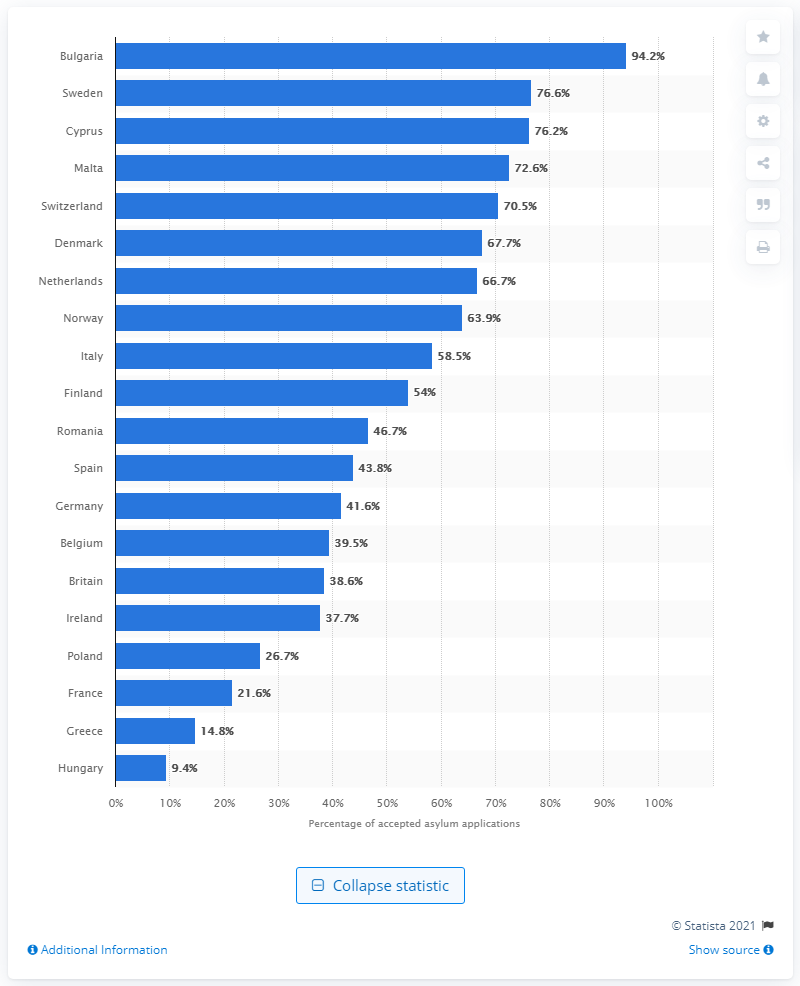 Bulgaria 94.2%
Sweden 76.6%
Cyprus 76.2%
Malta 72.6%
Switzerland 70.5%
Denmark 67.7%
Netherlands 66.7%
Norway 63.9%
Italy 58.5%
Finland 54%
Romania 46.7%
Spain 43.8%
Germany 41.6%
Belgium 39.5%
Britain 38.6%
Ireland 37.7%
Poland 26.7%
France 21.6%
Greece 14.8%
Hungary 9.4%
0% 10% 20% 30% 40% 50% 60% 70% 80% 90% 100%
Percentage of accepted asylum applications
Collapse statistic
© Statista 2021
Additional Information Show source